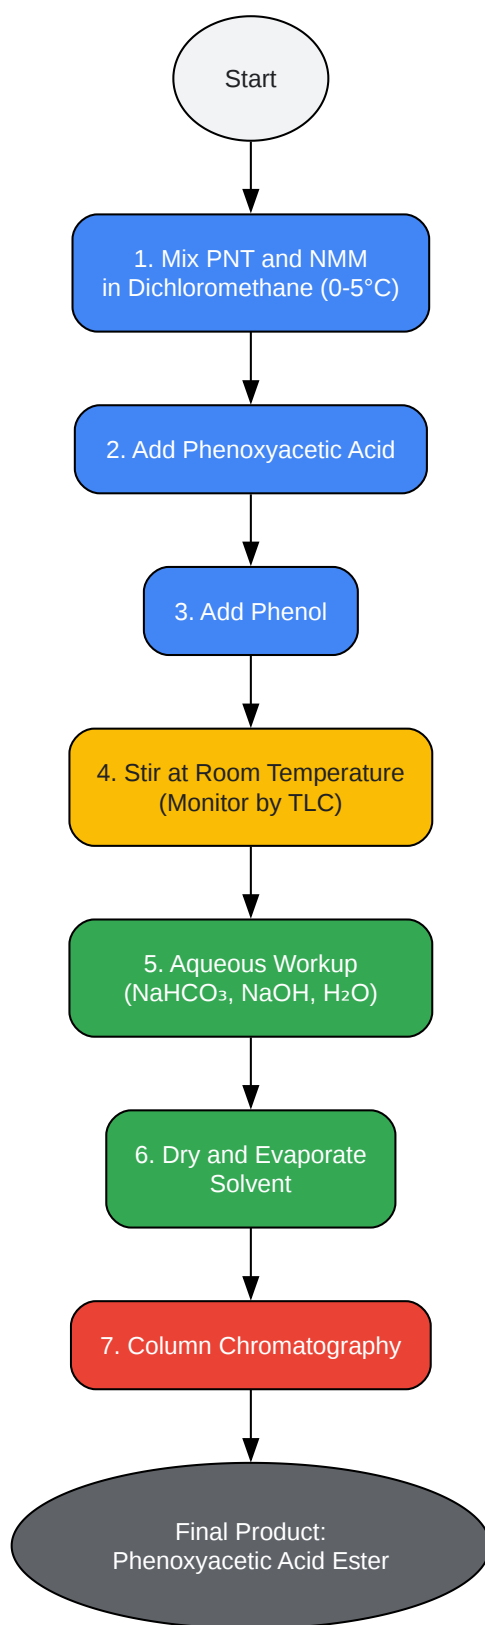 Start
1. Mix PNT and NMM
in Dichloromethane (0-5°C)
2. Add Phenoxyacetic Acid
3. Add Phenol
4. Stir at Room Temperature
(Monitor by TLC)
5. Aqueous Workup
(NaHCO₃, NaOH, H₂O)
6. Dry and Evaporate
Solvent
7. Column Chromatography
Final Product:
Phenoxyacetic Acid Ester